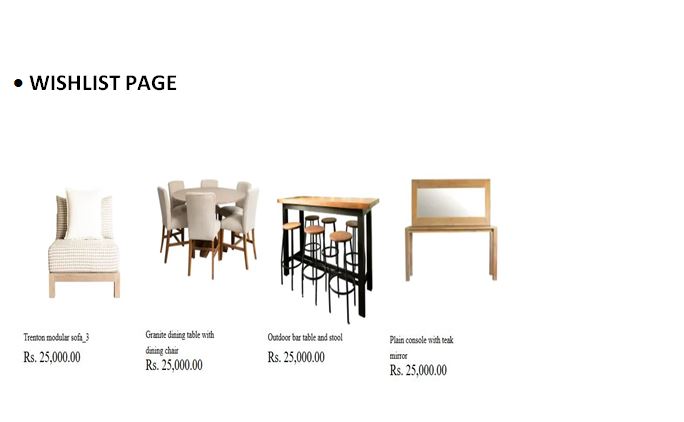 • WISHLIST PAGE
Trenton modular sofa_3
Rs. 25,000.00
Granite dining table with
dining chair
Rs. 25,000.00
Outdoor bar table and stool
Rs. 25,000.00
Plain console with teak
mirror
Rs. 25,000.00